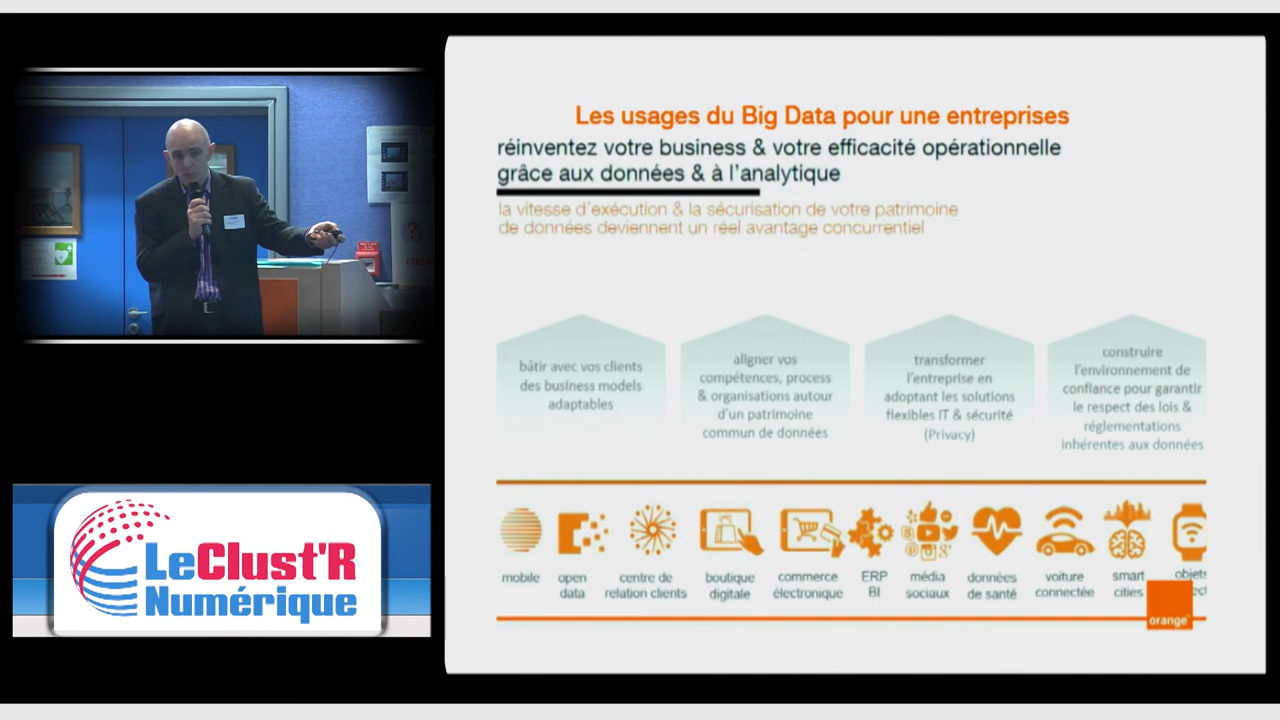 Les usages du Big Data pour une entreprises
réinventez votre business & votre efficacité opérationnelle
grâce aux données & à l'analytique
la vitesse d'exécution & la sécurisation de votre patrimoine
de données deviennent un réel avantage concurrentiel
bâtir avec vos clients
des business models
adaptables
aligner vos
compétences, process
& organisations autour
d'un patrimoine
commun de données
transformer
l'entreprise en
adoptant les solutions
flexibles IT & sécurité
(Privacy)
construire
l'environnement de
confiance pour garantir
le respect des lois &
réglementations
inhérentes aux données
mobile
open
data
centre de
relation clients
boutique
digitale
commerce
électronique
ERP
BI
média
sociaux
données
de santé
voiture
connectée
smart
cities
objets
orange
LeClust'R
Numérique